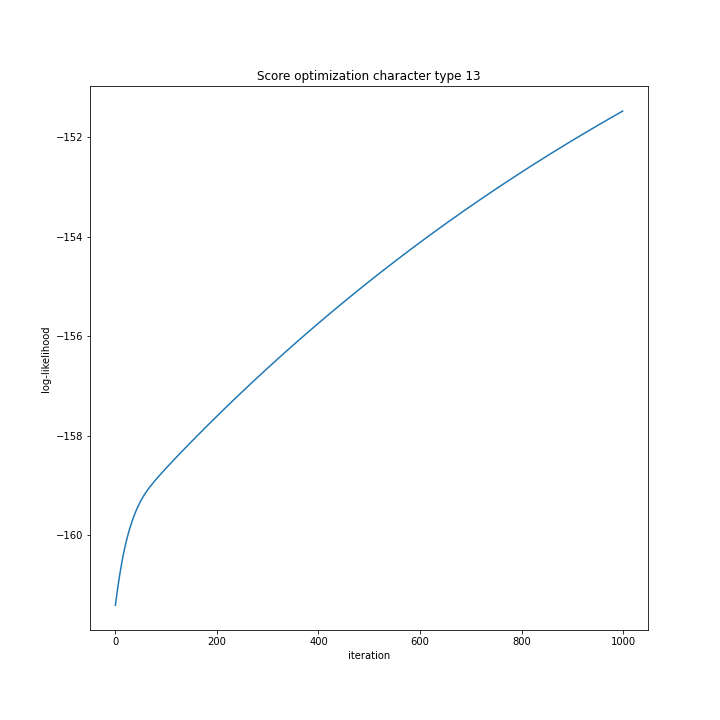 Score optimization character type 13
−152
−154
−156
−158
−160
log-likelihood
0 200 400 600 800 1000
iteration